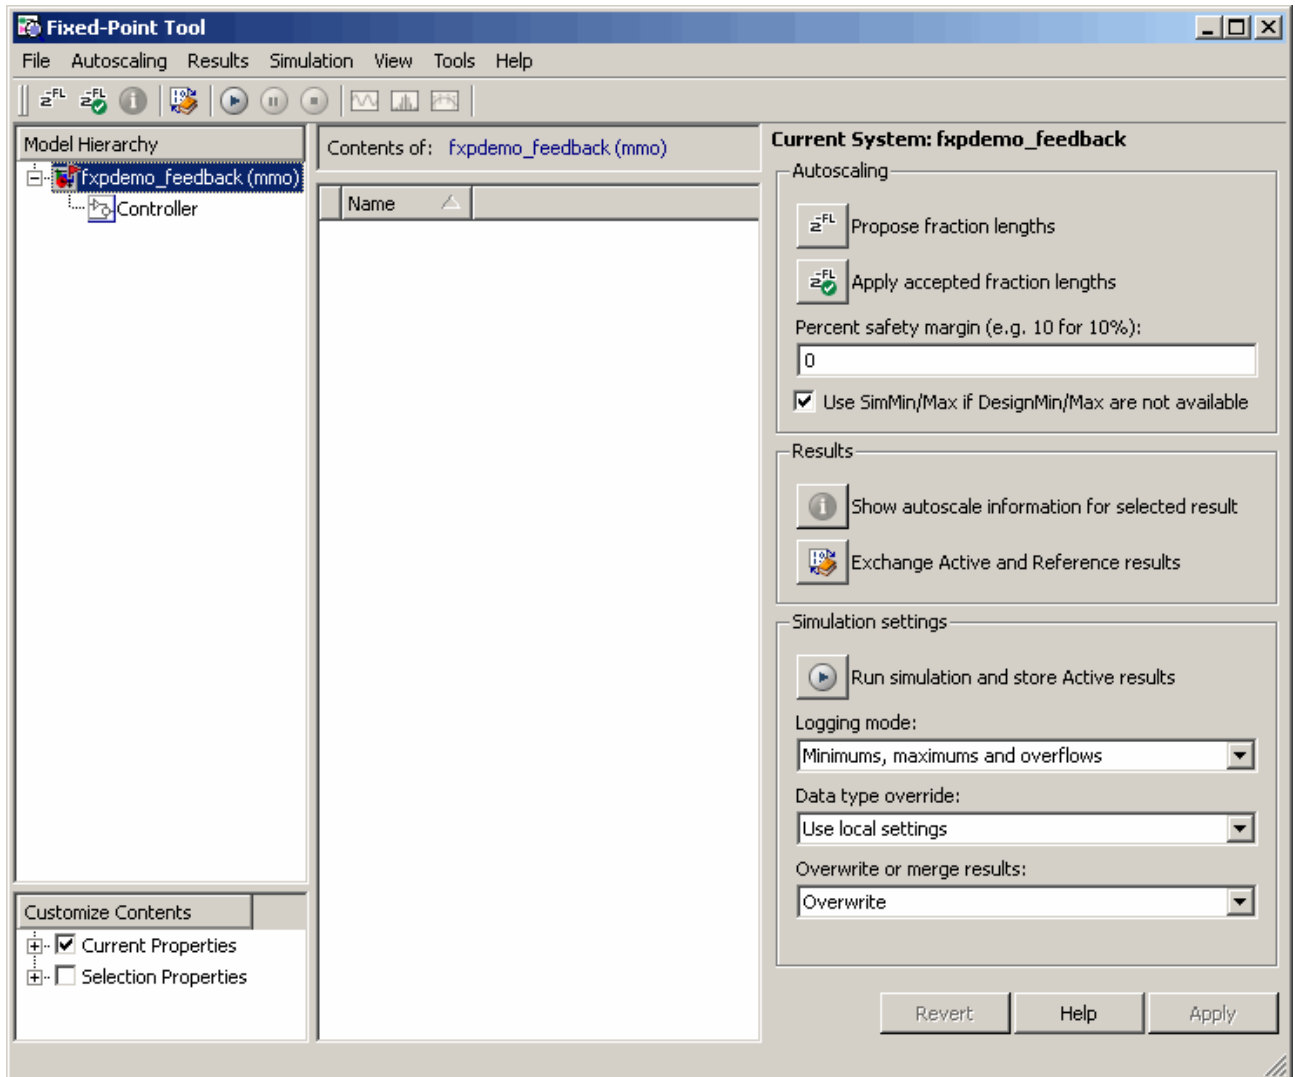 Fixed-Point Tool
File Autoscaling Results Simulation View Tools Help
Model Hierarchy
fxpdemo_feedback (mmo)
Controller
Customize Contents
Current Properties
Selection Properties
Contents of: fxpdemo_feedback (mmo)
Name
Current System: fxpdemo_feedback
Autoscaling
2-FL Propose fraction lengths
2-FL Apply accepted fraction lengths
Percent safety margin (e.g. 10 for 10%):
0
Use SimMin/Max if DesignMin/Max are not available
Results
Show autoscale information for selected result
Exchange Active and Reference results
Simulation settings
Run simulation and store Active results
Logging mode:
Minimums, maximums and overflows
Data type override:
Use local settings
Overwrite or merge results:
Overwrite
Revert Help Apply